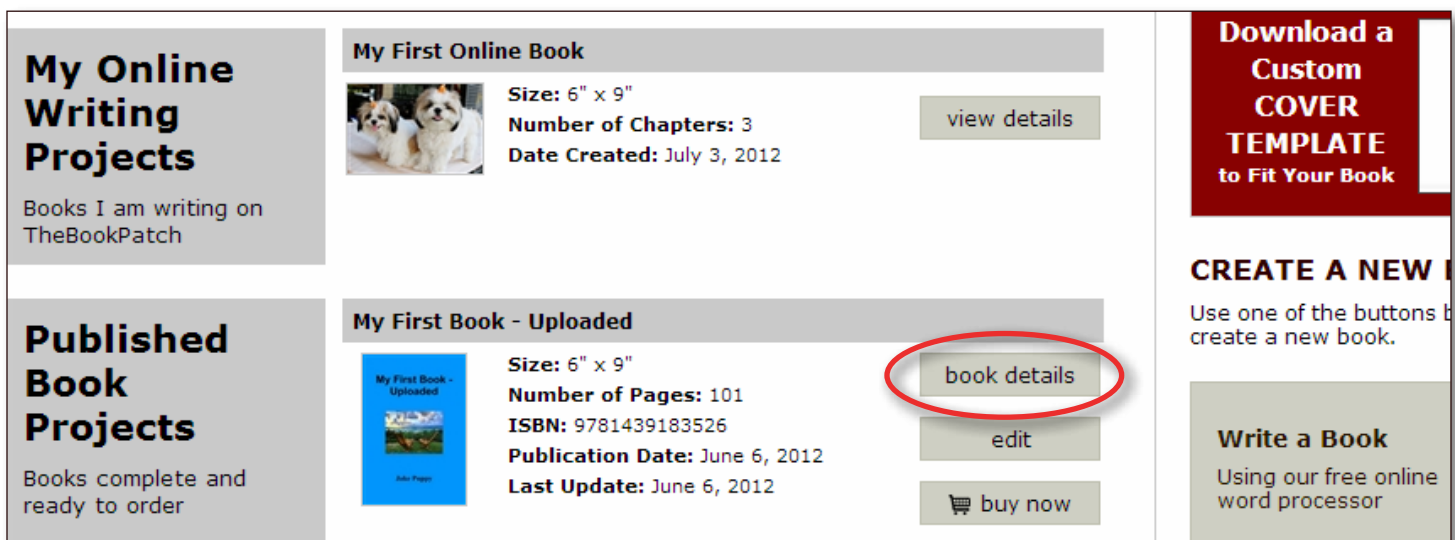 My Online
Writing
Projects
Books I am writing on
TheBookPatch
My First Online Book
Size: 6" x 9"
Number of Chapters: 3
Date Created: July 3, 2012
view details
Published
Book
Projects
Books complete and
ready to order
My First Book - Uploaded
My First Book -
Uploaded
John Puppy
Size: 6" x 9"
Number of Pages: 101
ISBN: 9781439183526
Publication Date: June 6, 2012
Last Update: June 6, 2012
book details
edit
buy now
Download a
Custom
COVER
TEMPLATE
to Fit Your Book
CREATE A NEW
Use one of the buttons
create a new book.
Write a Book
Using our free online
word processor